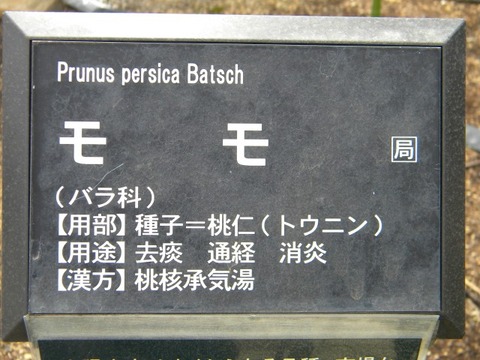 Prunus persica Batsch
モモ 局
(バラ科)
【用部】種子=桃仁(トウニン)
【用途】去痰 通経 消炎
【漢方】桃核承気湯